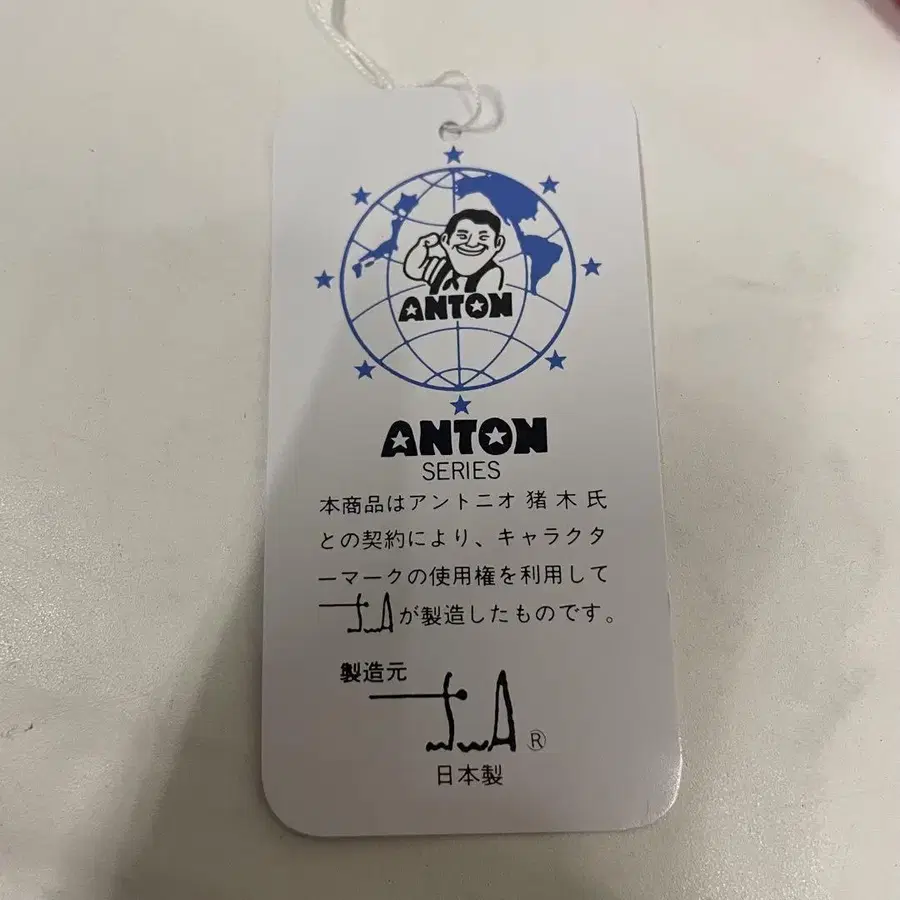 ANTON
ANTON
SERIES
本商品はアントニオ猪木氏
との契約により、キャラクタ
ーマークの使用権を利用して
が製造したものです。
製造元
®
日本製